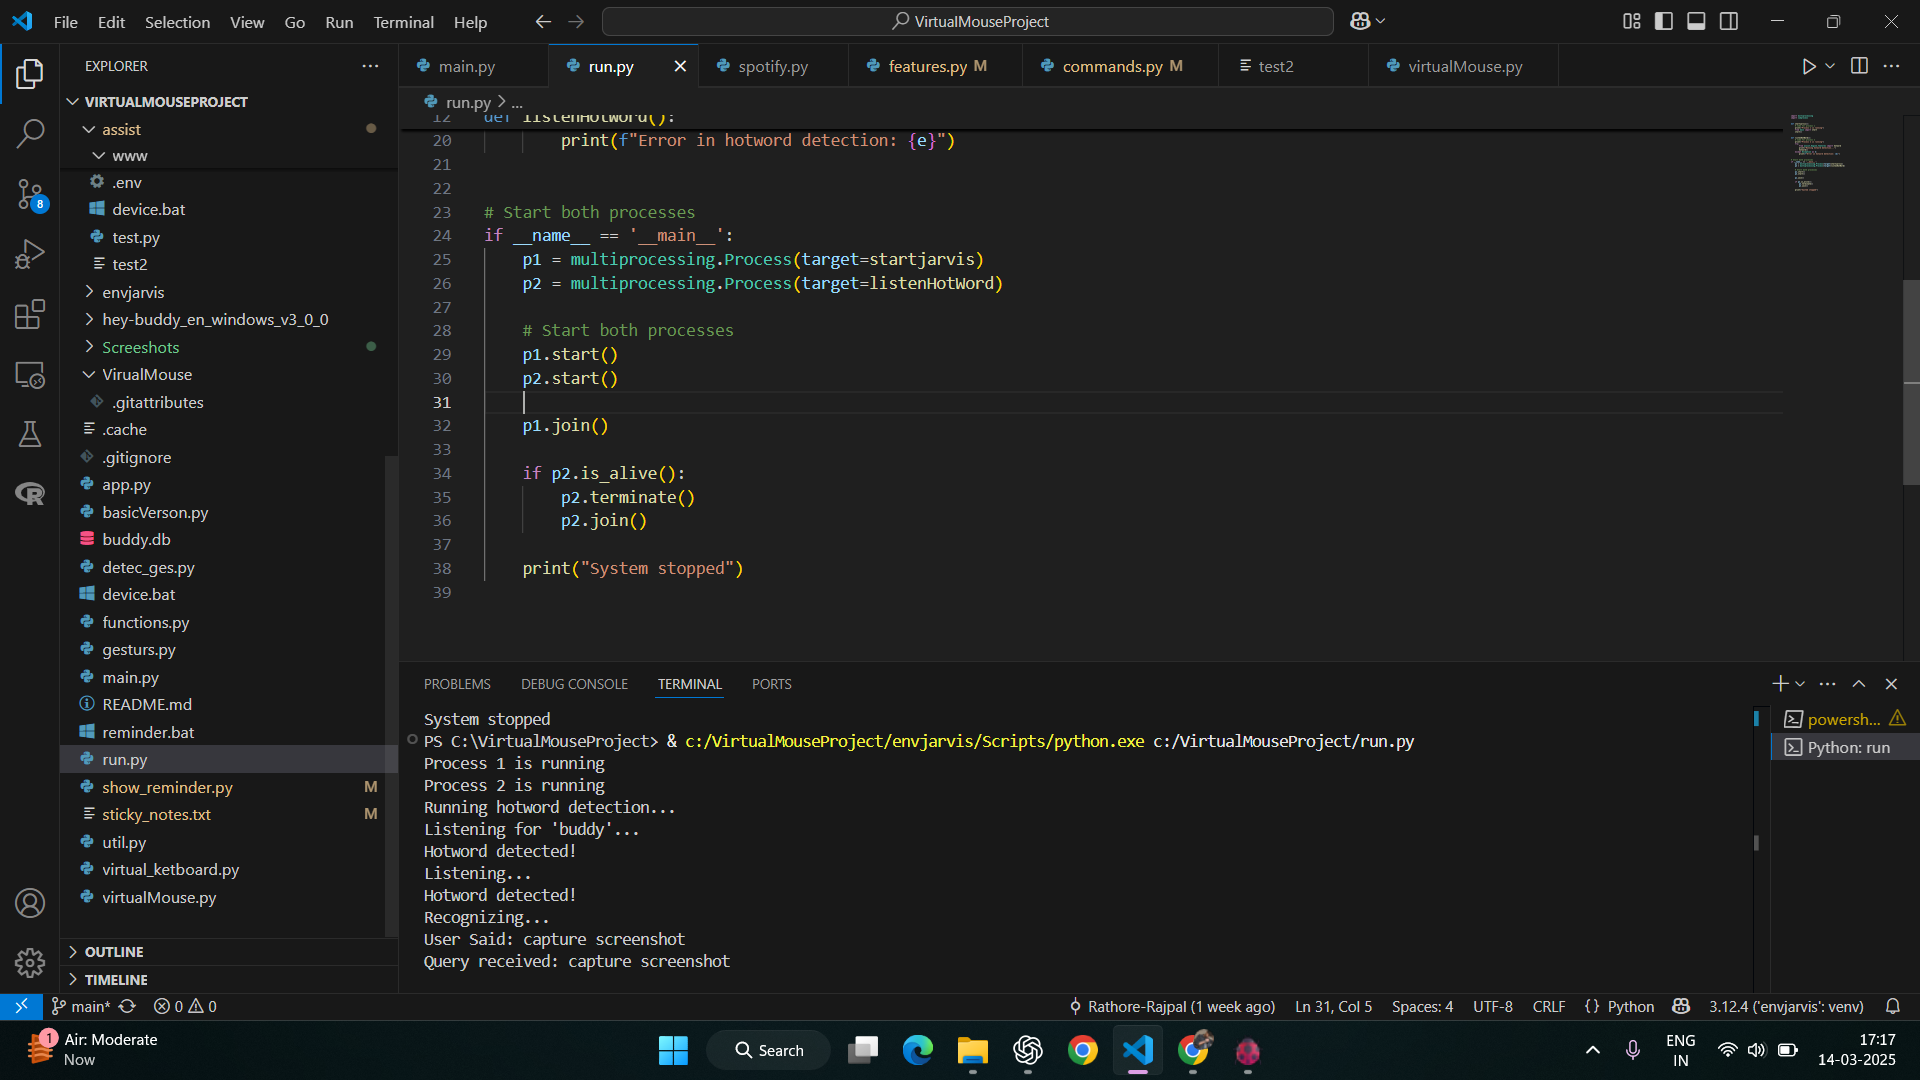 File Edit Selection View Go Run Terminal Help
VirtualMouseProject
EXPLORER
VIRTUALMOUSEPROJECT
assist
www
.env
device.bat
test.py
test2
envjarvis
hey-buddy_en_windows_v3_0_0
Screeshots
VirualMouse
.gitattributes
.cache
.gitignore
app.py
basicVerson.py
buddy.db
detec_ges.py
device.bat
functions.py
gesturs.py
main.py
README.md
reminder.bat
run.py
show_reminder.py M
sticky_notes.txt M
util.py
virtual_ketboard.py
virtualMouse.py
OUTLINE
TIMELINE
8
main.py run.py spotify.py features.py M commands.py M test2 virtualMouse.py
run.py > ...
12 def listenHotWord():
20 print(f"Error in hotword detection: {e}")
21
22
23 # Start both processes
24 if __name__ == '__main__':
25 p1 = multiprocessing.Process(target=startjarvis)
26 p2 = multiprocessing.Process(target=listenHotWord)
27
28 # Start both processes
29 p1.start()
30 p2.start()
31
32 p1.join()
33
34 if p2.is_alive():
35 p2.terminate()
36 p2.join()
37
38 print("System stopped")
39
PROBLEMS DEBUG CONSOLE TERMINAL PORTS
System stopped
PS C:\VirtualMouseProject> & c:/VirtualMouseProject/envjarvis/Scripts/python.exe c:/VirtualMouseProject/run.py
Process 1 is running
Process 2 is running
Running hotword detection...
Listening for 'buddy'...
Hotword detected!
Listening...
Hotword detected!
Recognizing...
User Said: capture screenshot
Query received: capture screenshot
powersh...
Python: run
main* 0 0 Rathore-Rajpal (1 week ago) Ln 31, Col 5 Spaces: 4 UTF-8 CRLF {} Python 3.12.4 ('envjarvis': venv)
1
Air: Moderate
Now
Search
ENG
IN
17:17
14-03-2025